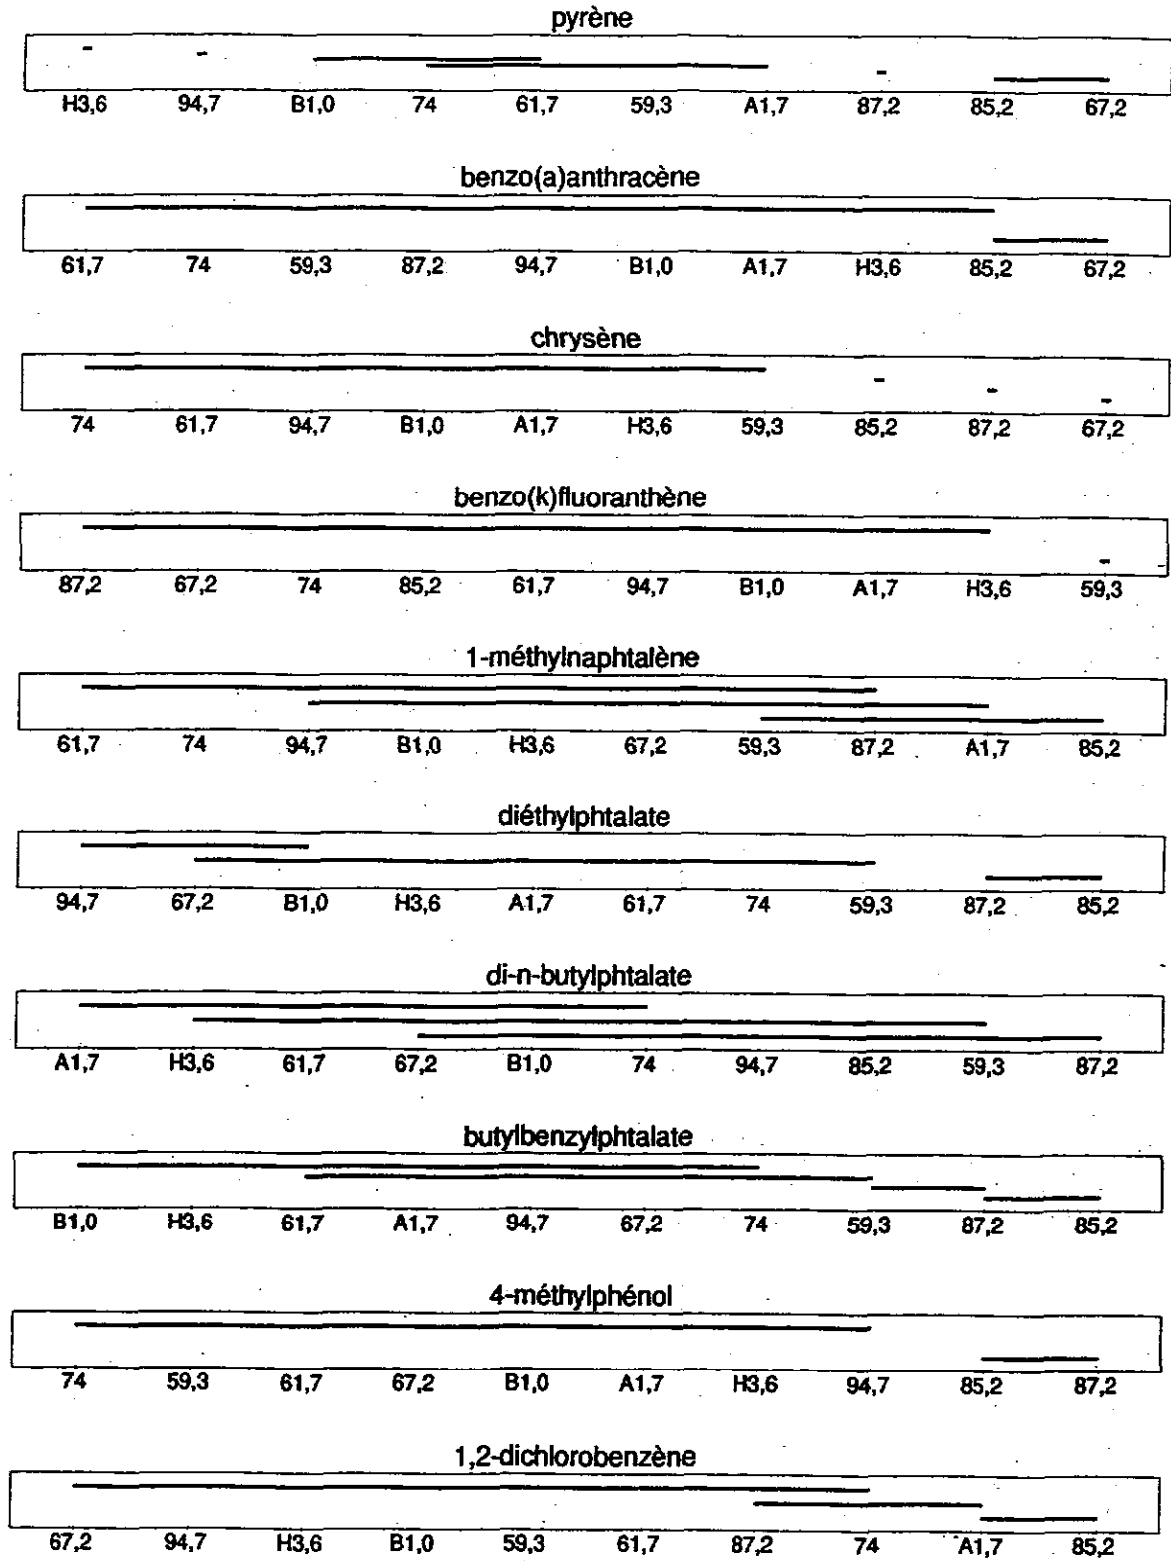 pyrène
H3,6 94,7 B1,0 74 61,7 59,3 A1,7 87,2 85,2 67,2
benzo(a)anthracène
61,7 74 59,3 87,2 94,7 B1,0 A1,7 H3,6 85,2 67,2
chrysène
74 61,7 94,7 B1,0 A1,7 H3,6 59,3 85,2 87,2 67,2
benzo(k)fluoranthène
87,2 67,2 74 85,2 61,7 94,7 B1,0 A1,7 H3,6 59,3
1-méthylnaphtalène
61,7 74 94,7 B1,0 H3,6 67,2 59,3 87,2 A1,7 85,2
diéthylphtalate
94,7 67,2 B1,0 H3,6 A1,7 61,7 74 59,3 87,2 85,2
di-n-butylphtalate
A1,7 H3,6 61,7 67,2 B1,0 74 94,7 85,2 59,3 87,2
butylbenzylphtalate
B1,0 H3,6 61,7 A1,7 94,7 67,2 74 59,3 87,2 85,2
4-méthylphénol
74 59,3 61,7 67,2 B1,0 A1,7 H3,6 94,7 85,2 87,2
1,2-dichlorobenzène
67,2 94,7 H3,6 B1,0 59,3 61,7 87,2 74 A1,7 85,2